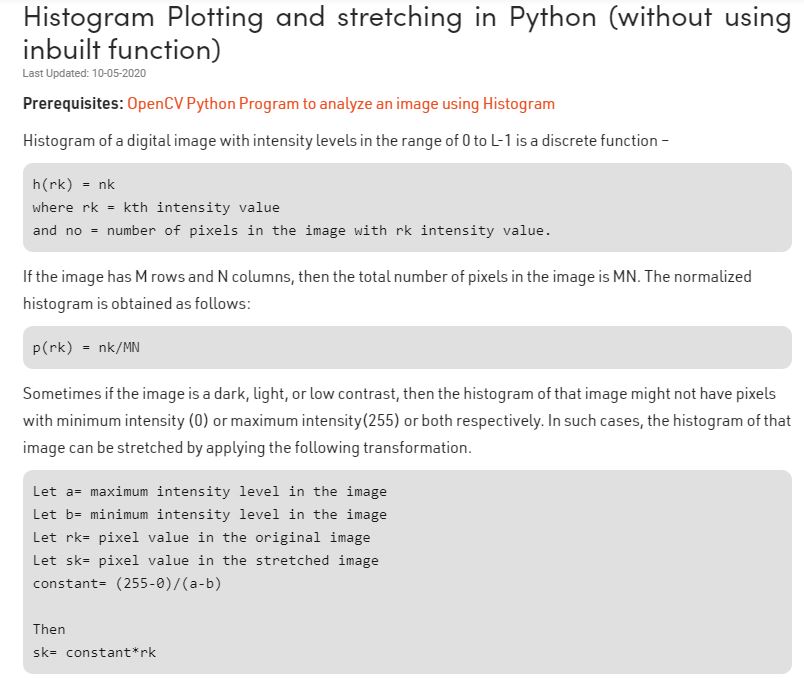 Histogram Plotting and stretching in Python (without using
inbuilt function)
Last Updated: 10-05-2020
Prerequisites: OpenCV Python Program to analyze an image using Histogram
Histogram of a digital image with intensity levels in the range of 0 to L-1 is a discrete function –
h(rk) = nk
where rk = kth intensity value
and no = number of pixels in the image with rk intensity value.
If the image has M rows and N columns, then the total number of pixels in the image is MN. The normalized
histogram is obtained as follows:
p(rk) = nk/MN
Sometimes if the image is a dark, light, or low contrast, then the histogram of that image might not have pixels
with minimum intensity (0) or maximum intensity(255) or both respectively. In such cases, the histogram of that
image can be stretched by applying the following transformation.
Let a= maximum intensity level in the image
Let b= minimum intensity level in the image
Let rk= pixel value in the original image
Let sk= pixel value in the stretched image
constant= (255-0)/(a-b)
Then
sk= constant*rk